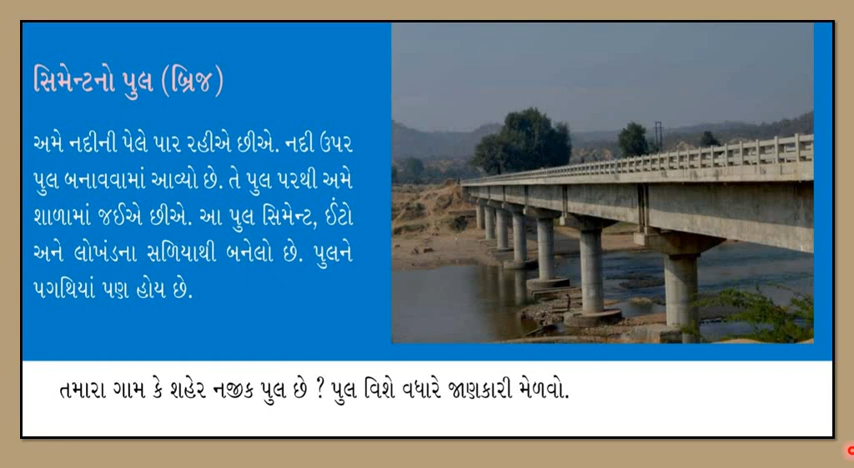 સિમેન્ટનો પુલ (બ્રિજ)
અમે નદીની પેલે પાર રહીએ છીએ. નદી ઉપર
પુલ બનાવવામાં આવ્યો છે. તે પુલ પરથી અમે
શાળામાં જઈએ છીએ. આ પુલ સિમેન્ટ, ઈંટો
અને લોખંડના સળિયાથી બનેલો છે. પુલને
પગથિયાં પણ હોય છે.
તમારા ગામ કે શહેર નજીક પુલ છે ? પુલ વિશે વધારે જાણકારી મેળવો.